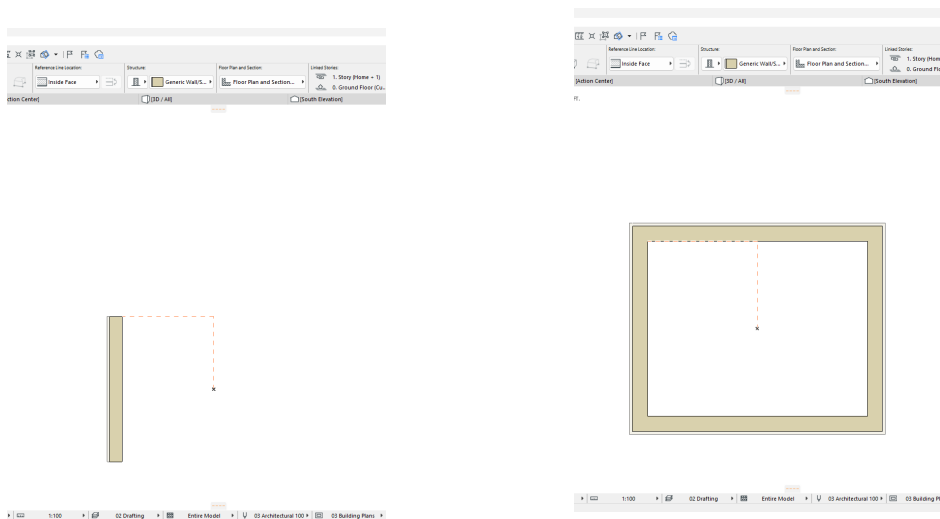 Reference Line Location:
Structure:
Floor Plan and Section:
Linked Stories:
Inside Face
Generic Wall/S...
Floor Plan and Section...
1. Story (Home + 1)
0. Ground Floor (Cu...
ction Center]
[3D / All]
[South Elevation]
1:100
02 Drafting
Entire Model
03 Architectural 100
03 Building Plans
Reference Line Location:
Structure:
Floor Plan and Section:
Linked Stories:
Inside Face
Generic Wall/S...
Floor Plan and Section...
1. Story (Hom
0. Ground Flo
[Action Center]
[3D / All]
[South Elevation]
1:100
02 Drafting
Entire Model
03 Architectural 100
03 Building Pl